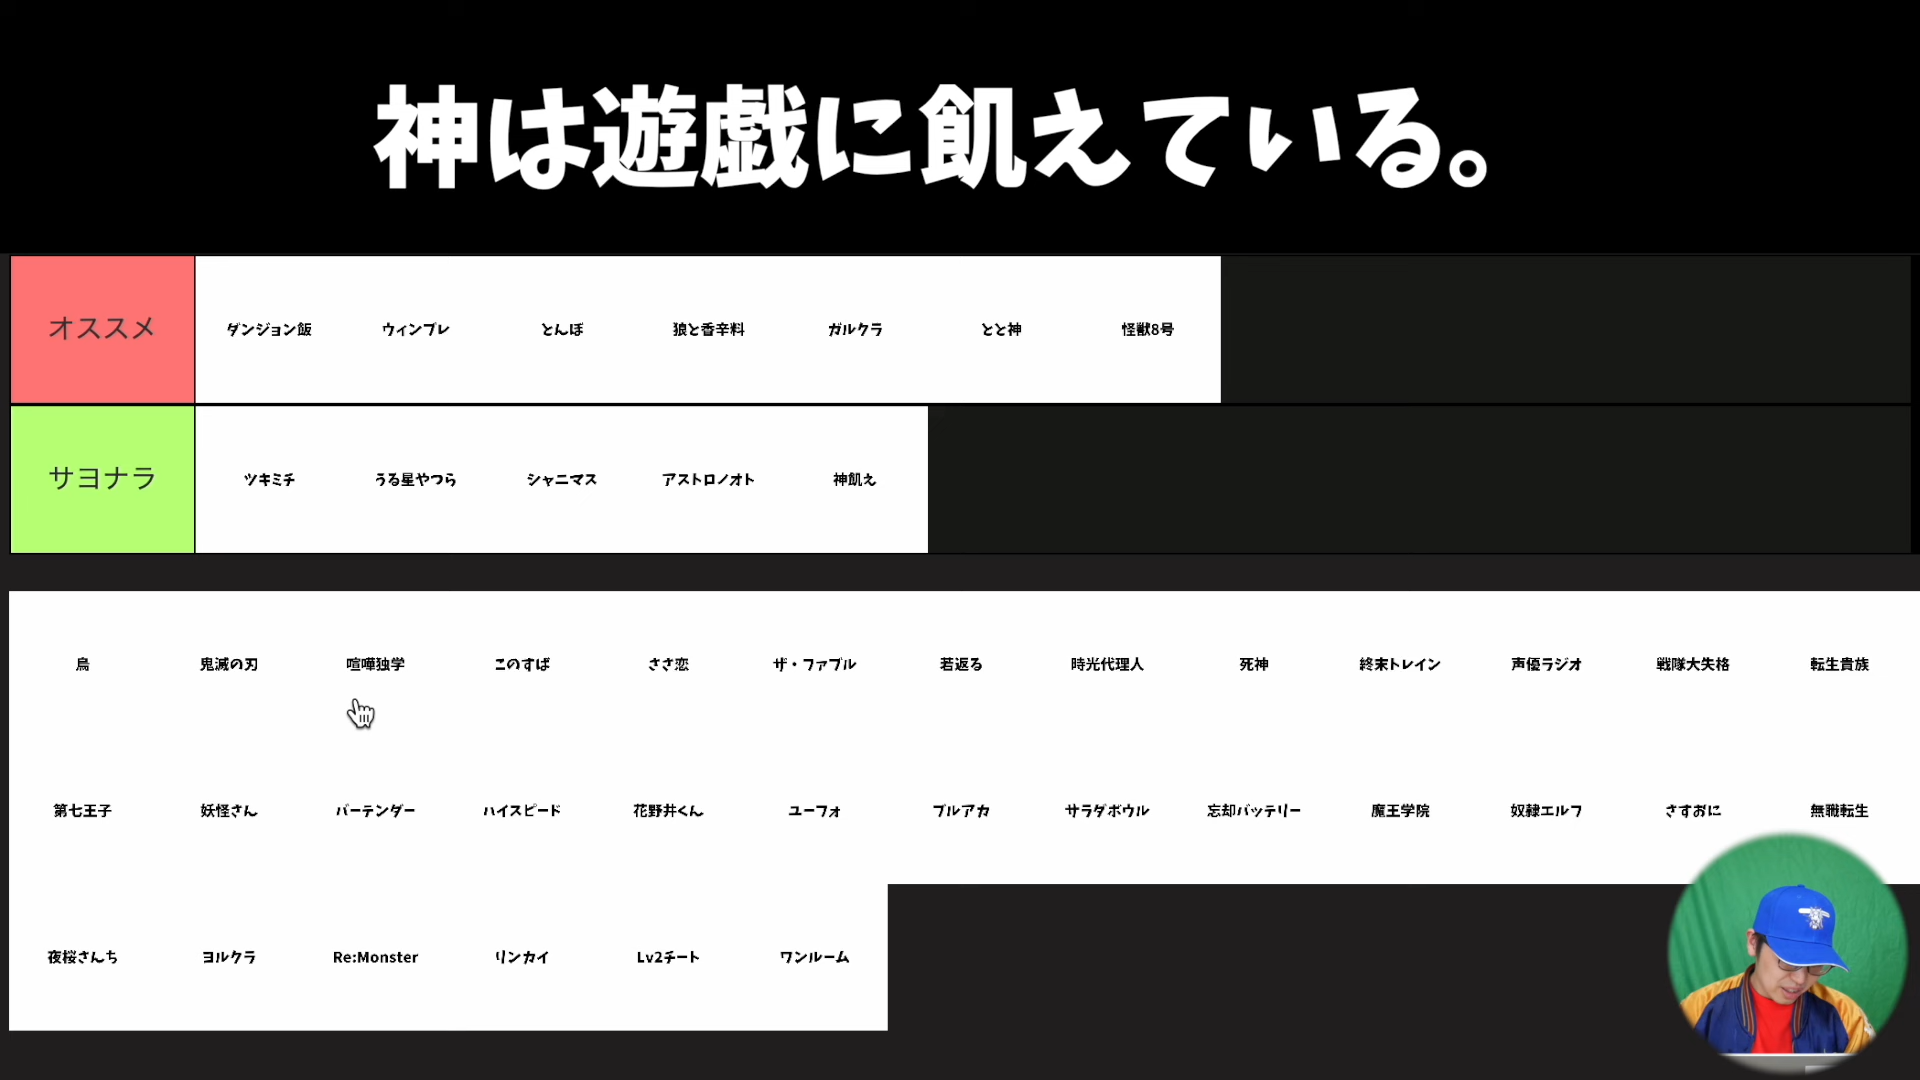 神は遊戯に飢えている。
オススメ ダンジョン飯 ウィンブレ とんぼ 狼と香辛料 ガルクラ とと神 怪獣8号
サヨナラ ツキミチ うる星やつら シャニマス アストロノオト 神飢え
烏 鬼滅の刃 喧嘩独学 このすば ささ恋 ザ・ファブル 若返る 時光代理人 死神 終末トレイン 声優ラジオ 戦隊大失格 転生貴族
第七王子 妖怪さん バーテンダー ハイスピード 花野井くん ユーフォ ブルアカ サラダボウル 忘却バッテリー 魔王学院 奴隷エルフ さすおに 無職転生
夜桜さんち ヨルクラ Re:Monster リンカイ Lv2チート ワンルーム